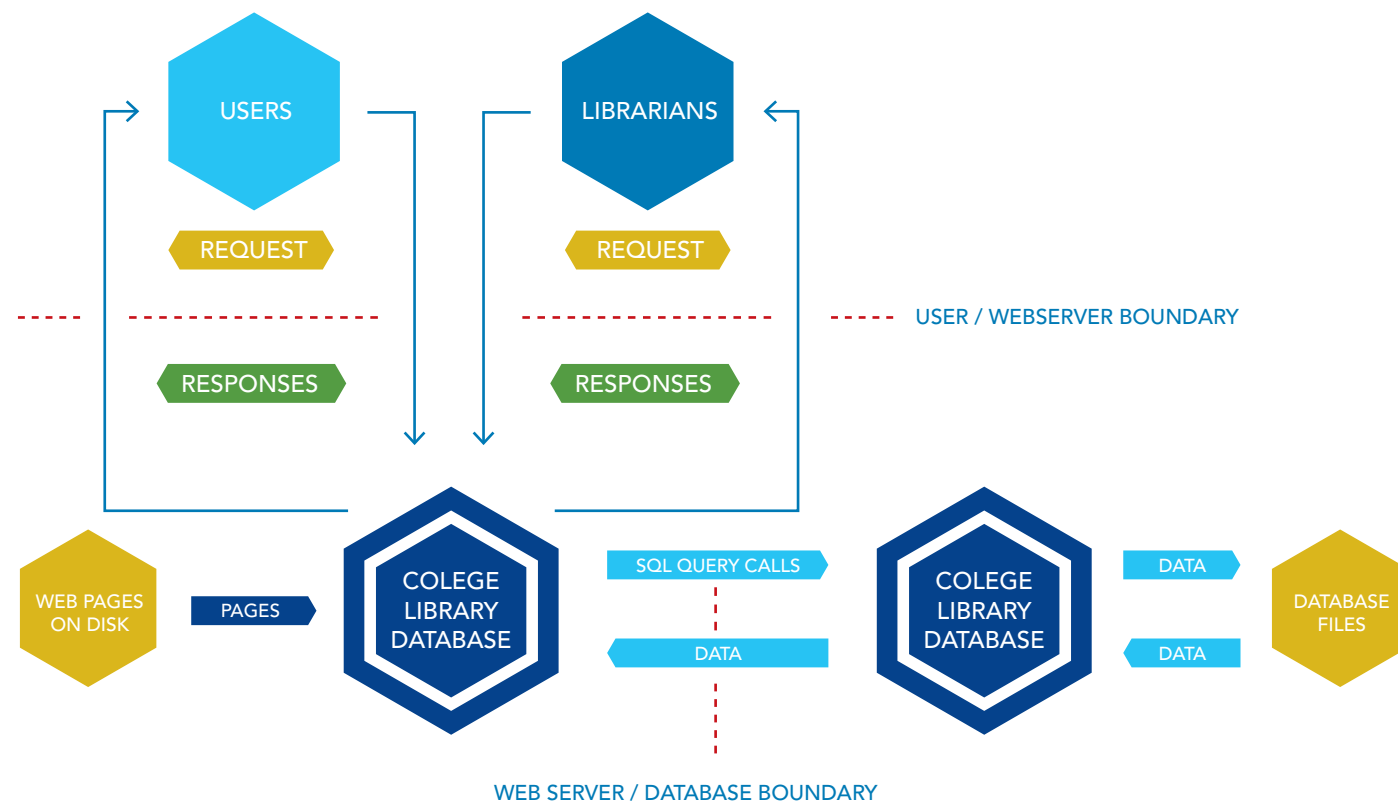 USERS
LIBRARIANS
REQUEST
REQUEST
USER / WEBSERVER BOUNDARY
RESPONSES
RESPONSES
WEB PAGES
ON DISK
PAGES
COLEGE
LIBRARY
DATABASE
SQL QUERY CALLS
DATA
COLEGE
LIBRARY
DATABASE
DATA
DATA
DATABASE
FILES
WEB SERVER / DATABASE BOUNDARY